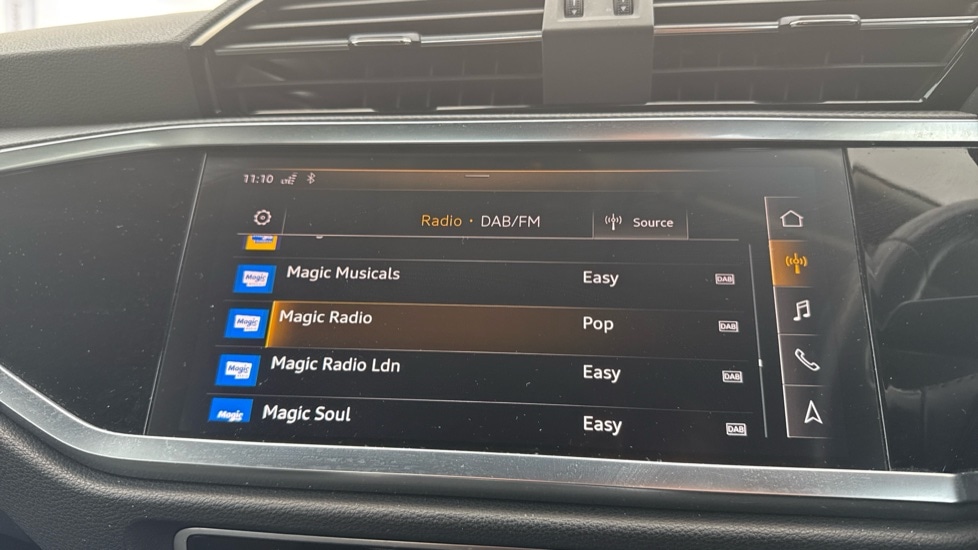 11:10 LTE
Radio · DAB/FM Source
Magic Musicals Easy DAB
Magic
Magic Radio Pop DAB
Magic
Magic Radio Ldn Easy DAB
Magic
Magic Soul Easy DAB
Magic